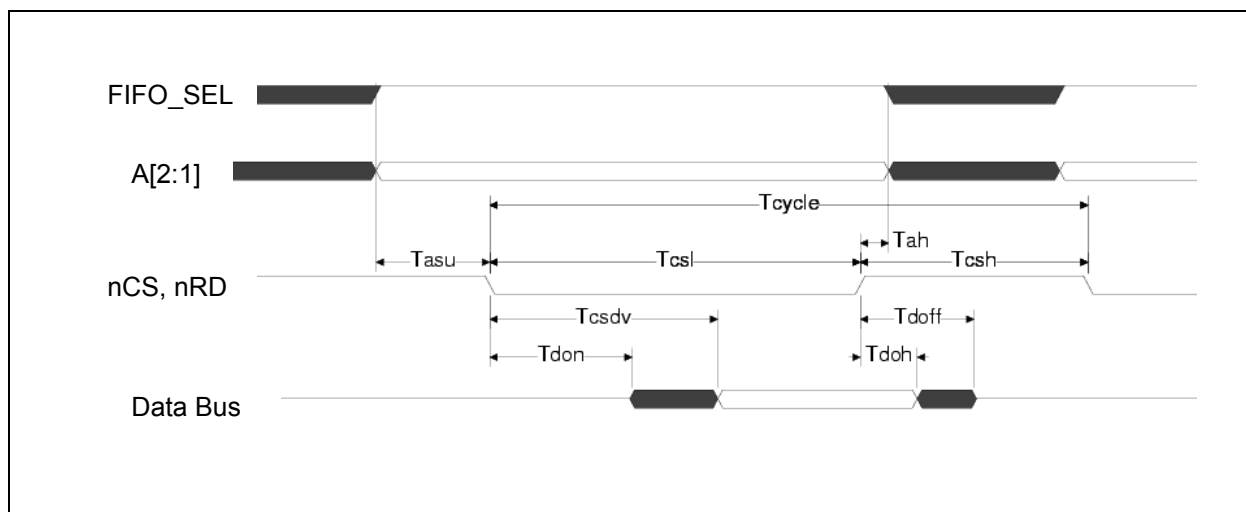 FIFO_SEL
A[2:1]
Tcycle
Tah
Tasu
Tcsl
Tcsh
nCS, nRD
Tcsdv
Tdoff
Tdon
Tdoh
Data Bus